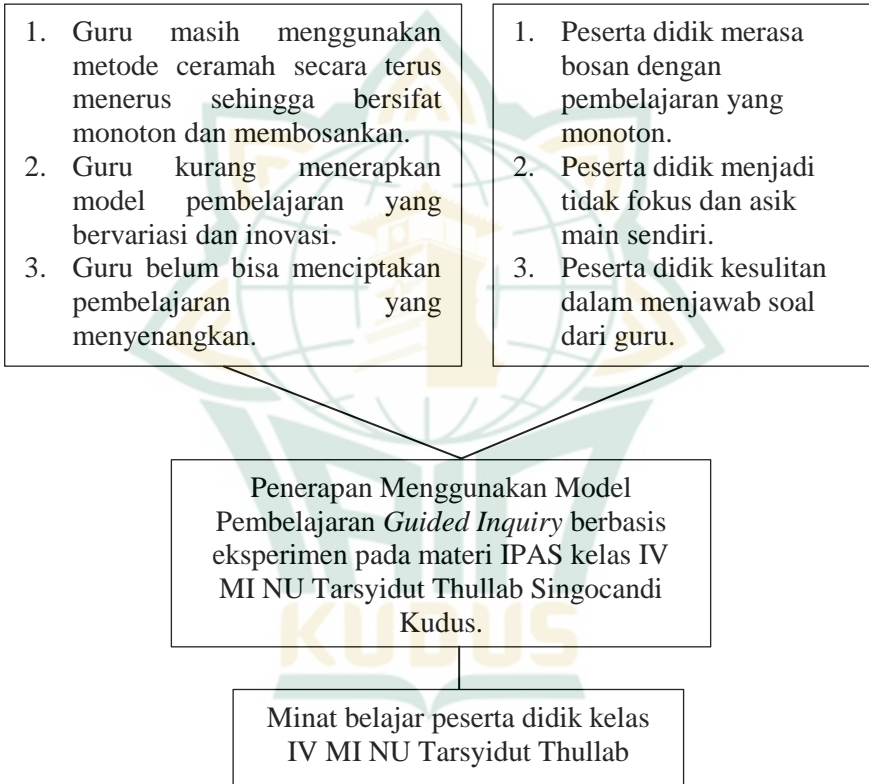 1. Guru masih menggunakan
metode ceramah secara terus
menerus sehingga bersifat
monoton dan membosankan.
2. Guru kurang menerapkan
model pembelajaran yang
bervariasi dan inovasi.
3. Guru belum bisa menciptakan
pembelajaran yang
menyenangkan.
1. Peserta didik merasa
bosan dengan
pembelajaran yang
monoton.
2. Peserta didik menjadi
tidak fokus dan asik
main sendiri.
3. Peserta didik kesulitan
dalam menjawab soal
dari guru.
Penerapan Menggunakan Model
Pembelajaran Guided Inquiry berbasis
eksperimen pada materi IPAS kelas IV
MI NU Tarsyidut Thullab Singocandi
Kudus.
Minat belajar peserta didik kelas
IV MI NU Tarsyidut Thullab
IAIN
KUDUS